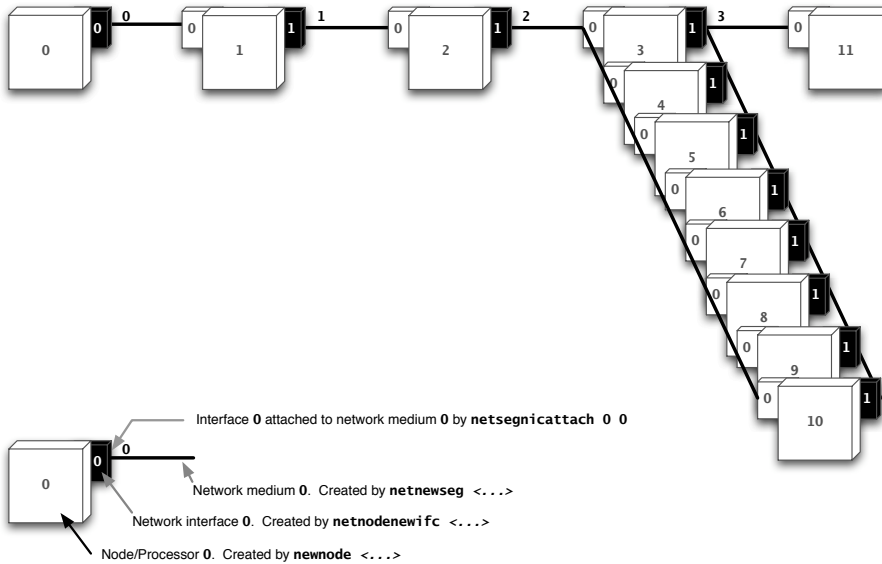 0 0 0 0 1 1 1 0 2 1 2 0 3 1 3 0 11
0 4 1
0 5 1
0 6 1
0 7 1
0 8 1
0 9 1
0 10 1
Interface 0 attached to network medium 0 by netsegnicattach 0 0
0 0 0
Network medium 0. Created by netnewseg <...>
Network interface 0. Created by netnodenewifc <...>
Node/Processor 0. Created by newnode <...>